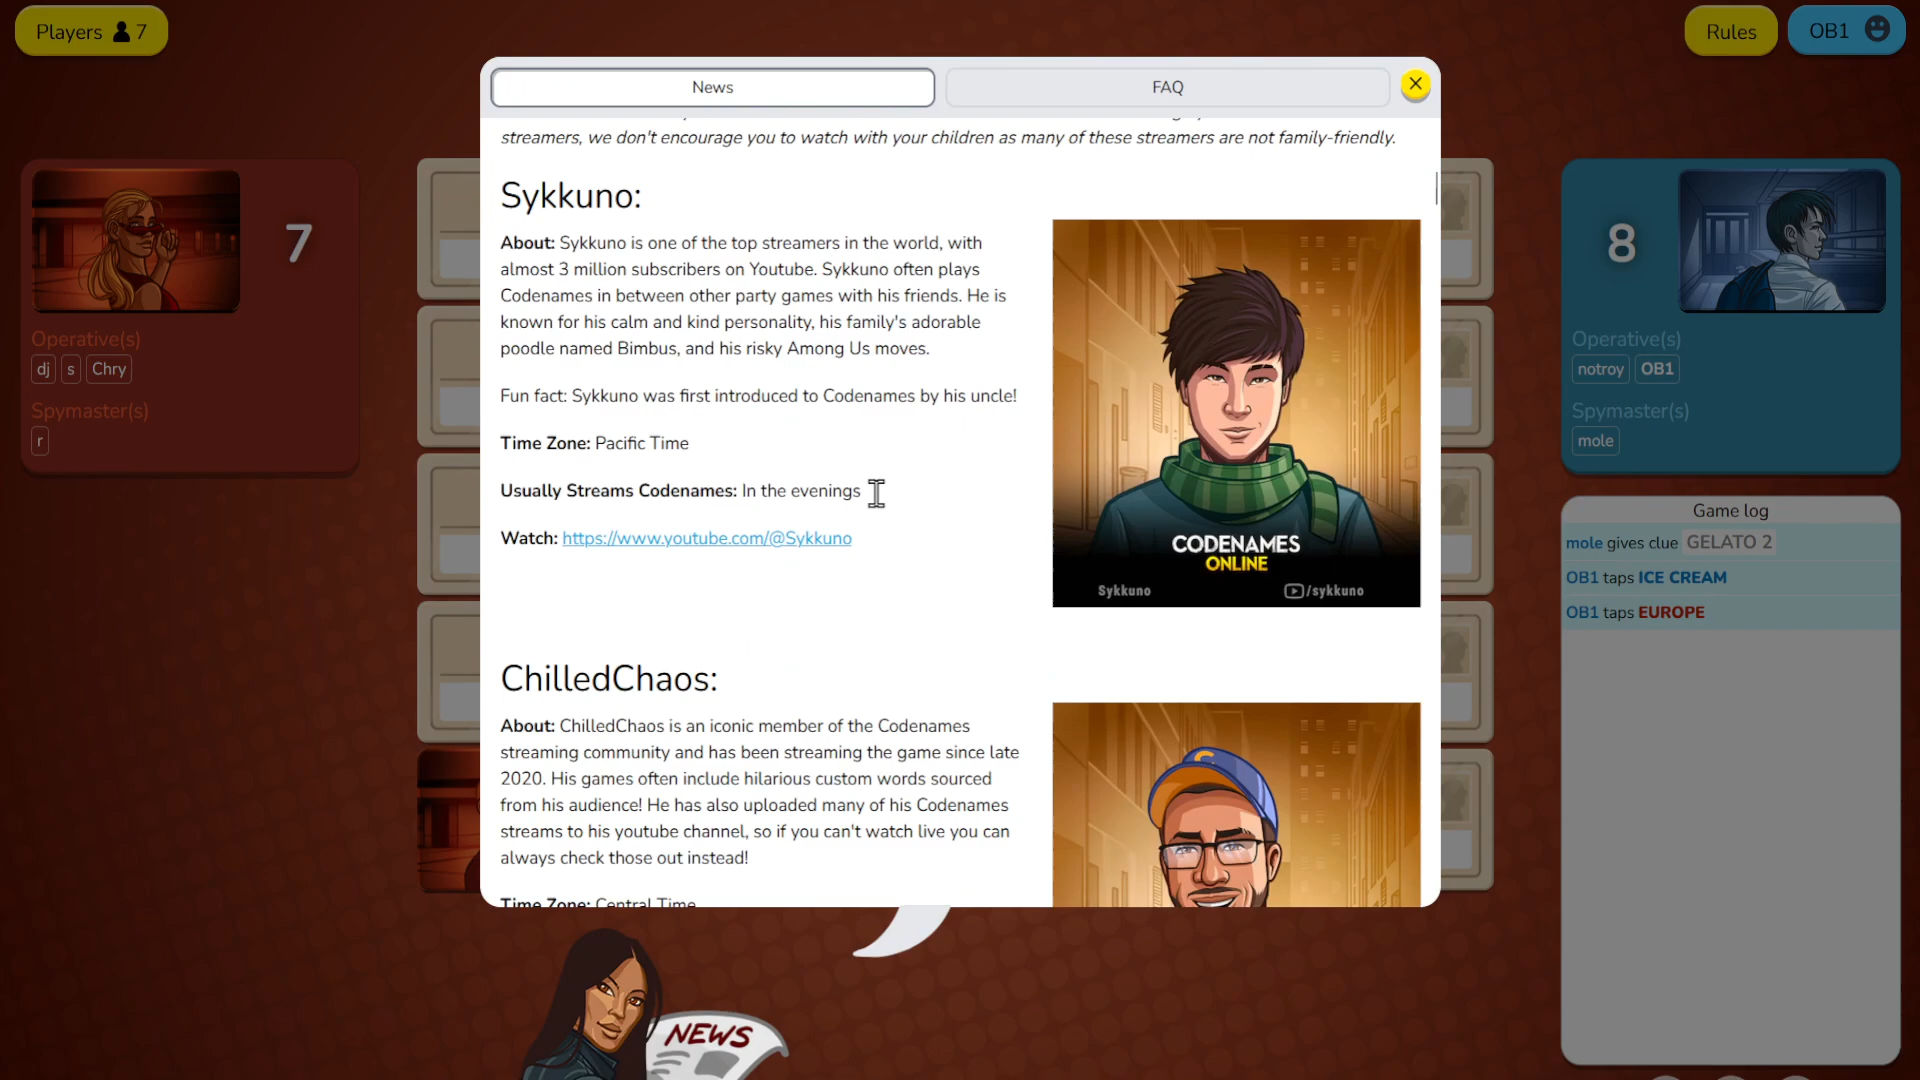 Players 7
Rules
OB1
News
FAQ
streamers, we don't encourage you to watch with your children as many of these streamers are not family-friendly.
Sykkuno:
About: Sykkuno is one of the top streamers in the world, with
almost 3 million subscribers on Youtube. Sykkuno often plays
Codenames in between other party games with his friends. He is
known for his calm and kind personality, his family's adorable
poodle named Bimbus, and his risky Among Us moves.
Fun fact: Sykkuno was first introduced to Codenames by his uncle!
Time Zone: Pacific Time
Usually Streams Codenames: In the evenings
Watch: https://www.youtube.com/@Sykkuno
CODENAMES
ONLINE
Sykkuno
/sykkuno
ChilledChaos:
About: ChilledChaos is an iconic member of the Codenames
streaming community and has been streaming the game since late
2020. His games often include hilarious custom words sourced
from his audience! He has also uploaded many of his Codenames
streams to his youtube channel, so if you can't watch live you can
always check those out instead!
Time Zone: Central Time
7
Operative(s)
dj s Chry
Spymaster(s)
r
8
Operative(s)
notroy OB1
Spymaster(s)
mole
Game log
mole gives clue GELATO 2
OB1 taps ICE CREAM
OB1 taps EUROPE
NEWS